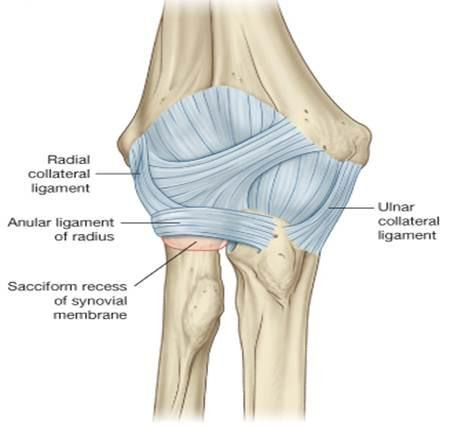 Radial
collateral
ligament
Anular ligament
of radius
Sacciform recess
of synovial
membrane
Ulnar
collateral
ligament